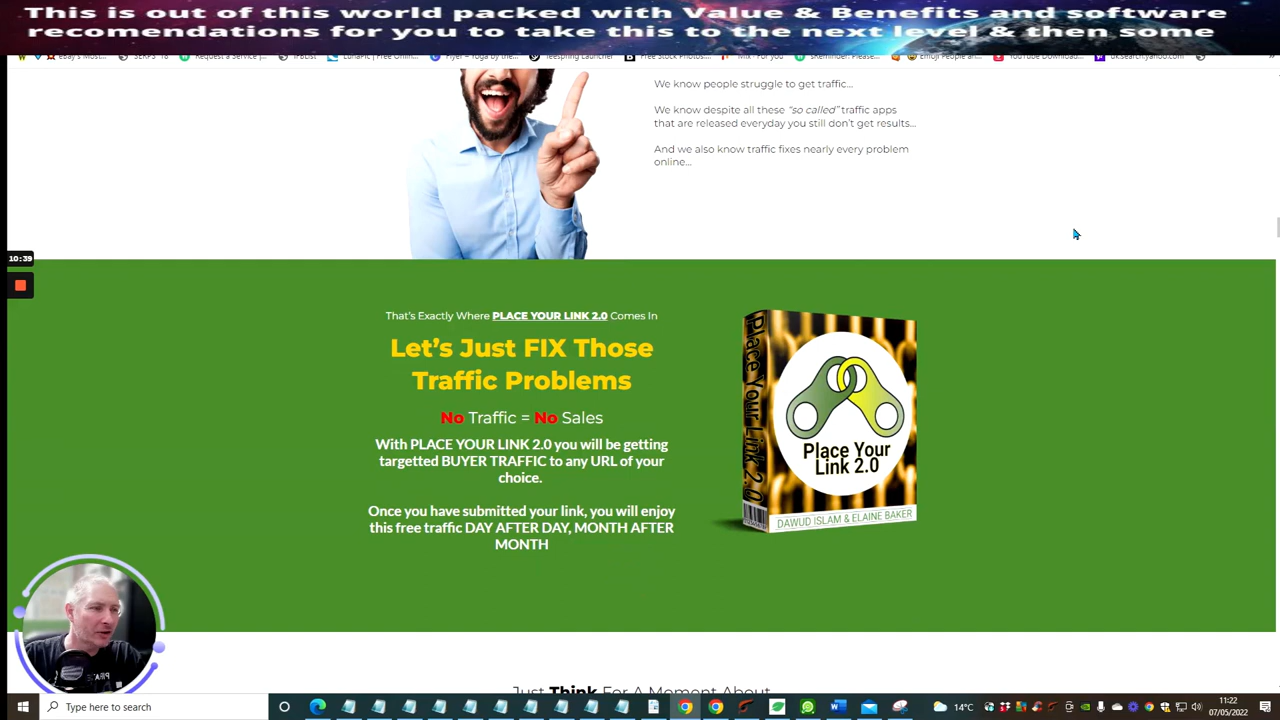 This is out of this world packed with Value & Benefits and software
recomendations for you to take this to the next level & then some
We know people struggle to get traffic...
We know despite all these "so called" traffic apps
that are released everyday you still don't get results...
And we also know traffic fixes nearly every problem
online...
10:39
That's Exactly Where PLACE YOUR LINK 2.0 Comes In
Let's Just FIX Those
Traffic Problems
No Traffic = No Sales
With PLACE YOUR LINK 2.0 you will be getting
targetted BUYER TRAFFIC to any URL of your
choice.
Once you have submitted your link, you will enjoy
this free traffic DAY AFTER DAY, MONTH AFTER
MONTH
Place Your Link 2.0
Place Your
Link 2.0
DAWUD ISLAM & ELAINE BAKER
Just Think For A Moment About
Type here to search
14°C
11:22
07/05/2022